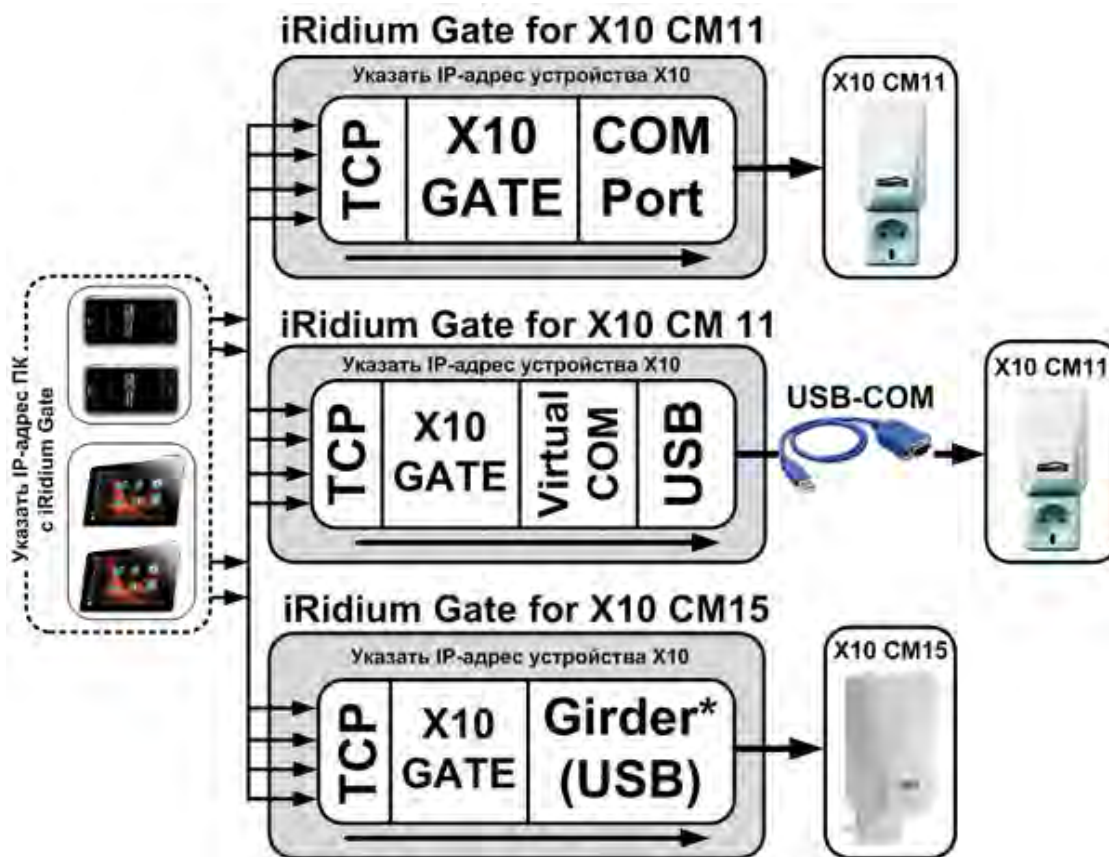 iRidium Gate for X10 CM11
Указать IP-адрес устройства X10
TCP
X10
GATE
COM
Port
X10 CM11
Указать IP-адрес ПК
с iRidium Gate
iRidium Gate for X10 CM 11
Указать IP-адрес устройства X10
TCP
X10
GATE
Virtual
COM
USB
USB-COM
X10 CM11
iRidium Gate for X10 CM15
Указать IP-адрес устройства X10
TCP
X10
GATE
Girder*
(USB)
X10 CM15